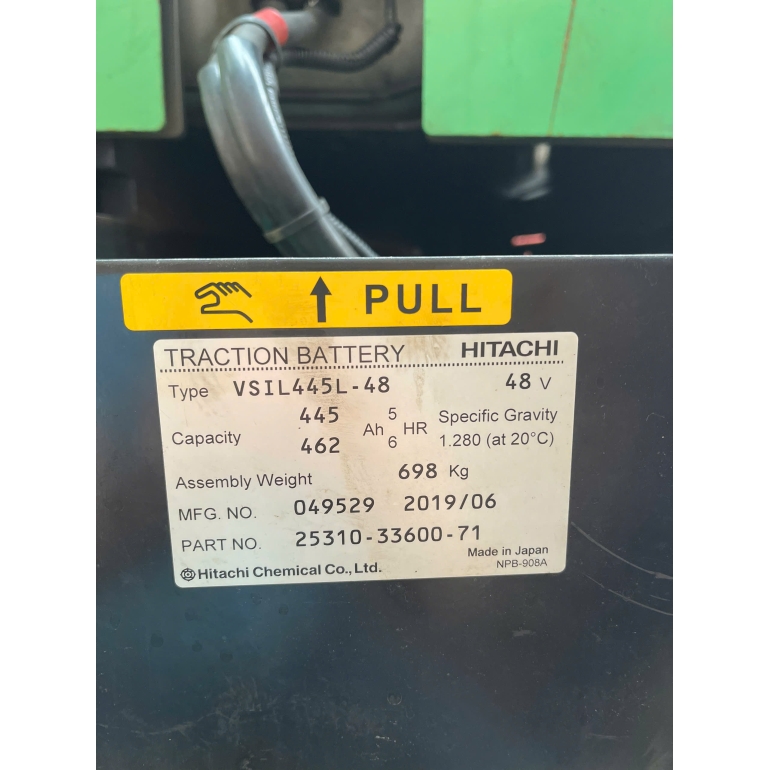 PULL
TRACTION BATTERY HITACHI
Type VSIL445L-48 48 V
445 5
Capacity Ah HR Specific Gravity
462 6 1.280 (at 20°C)
Assembly Weight 698 Kg
MFG. NO. 049529 2019/06
PART NO. 25310-33600-71
Made in Japan
Hitachi Chemical Co., Ltd. NPB-908A